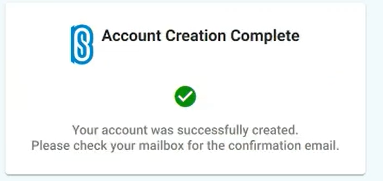 Account Creation Complete
Your account was successfully created.
Please check your mailbox for the confirmation email.